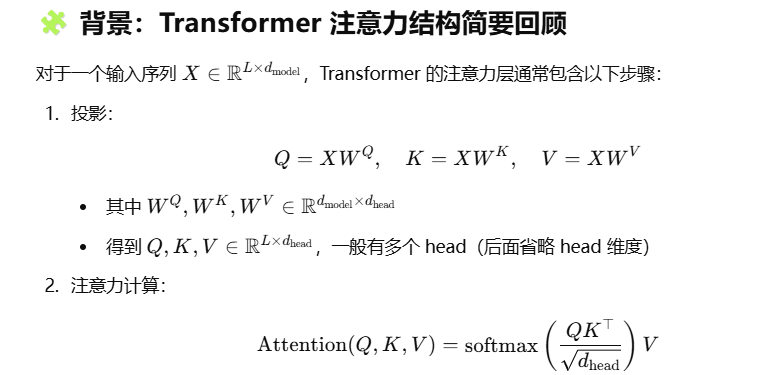 🧩 背景：Transformer 注意力结构简要回顾
对于一个输入序列 $X \in \mathbb{R}^{L \times d_{\text{model}}}$，Transformer 的注意力层通常包含以下步骤：
1. 投影：
$Q = XW^Q, \quad K = XW^K, \quad V = XW^V$
• 其中 $W^Q, W^K, W^V \in \mathbb{R}^{d_{\text{model}} \times d_{\text{head}}}$
• 得到 $Q, K, V \in \mathbb{R}^{L \times d_{\text{head}}}$，一般有多个 head（后面省略 head 维度）
2. 注意力计算：
$\text{Attention}(Q, K, V) = \text{softmax}\left(\frac{QK^\top}{\sqrt{d_{\text{head}}}}\right)V$